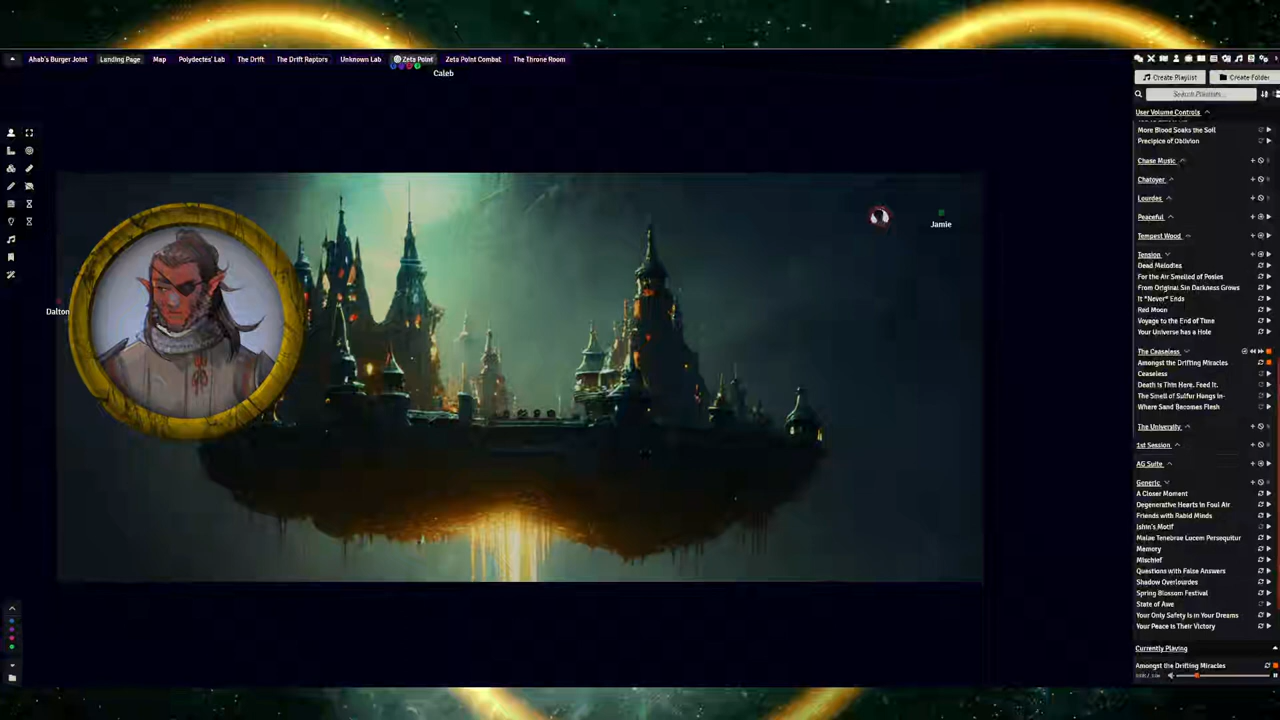 Ahab's Burger Joint Landing Page Map Polydectes' Lab The Drift The Drift Raptors Unknown Lab Zeta Point Zeta Point Combat The Throne Room
Caleb
Dalton
Jamie
Create Playlist Create Folder
Search Playlists...
User Volume Controls
More Blood Soaks the Soil
Precipice of Oblivion
Chase Music
Chatoyer
Lourdes
Peaceful
Tempest Wood
Tension
Dead Melodies
For the Air Smelled of Posies
From Original Sin Darkness Grows
It *Never* Ends
Red Moon
Voyage to the End of Time
Your Universe has a Hole
The Ceaseless
Amongst the Drifting Miracles
Ceaseless
Death is Thin Here. Feed it.
The Smell of Sulfur Hangs in-
Where Sand Becomes Flesh
The University
1st Session
AG Suite
Generic
A Closer Moment
Degenerative Hearts in Foul Air
Friends with Rabid Minds
Ishin's Motif
Malae Tenebrae Lucem Persequitur
Memory
Mischief
Questions with False Answers
Shadow Overlourdes
Spring Blossom Festival
State of Awe
Your Only Safety is in Your Dreams
Your Peace is Their Victory
Currently Playing
Amongst the Drifting Miracles